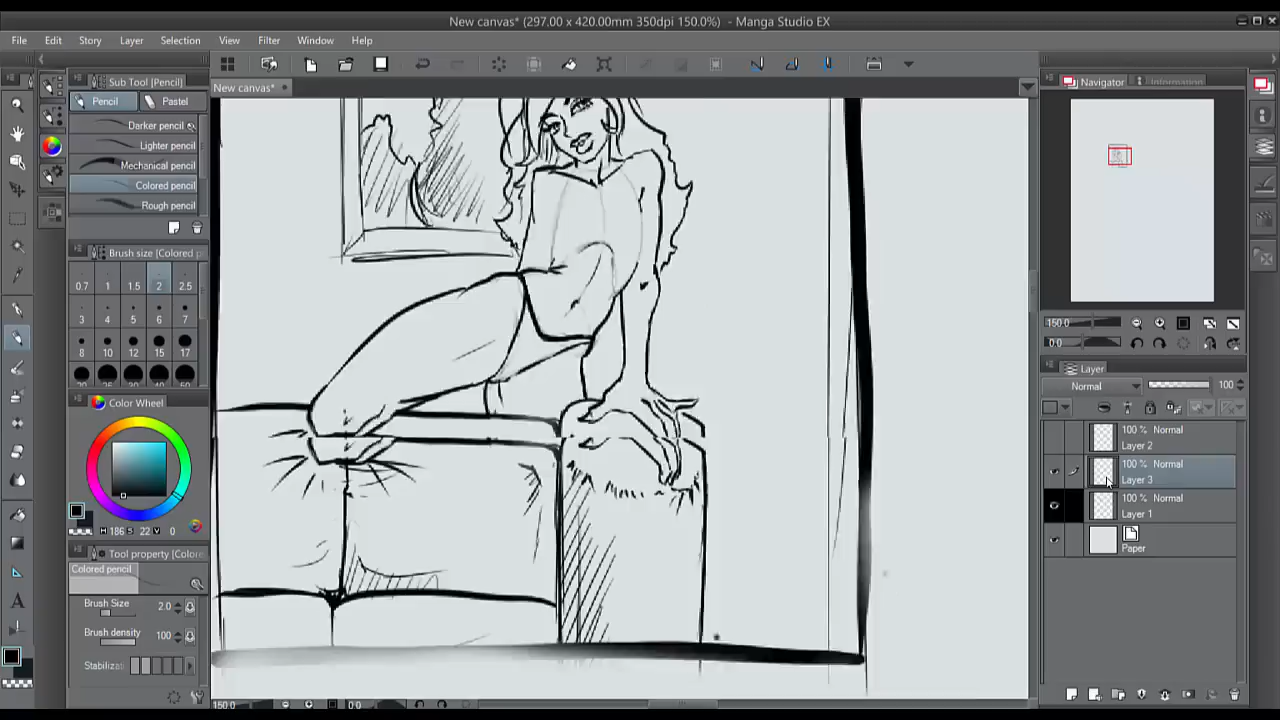 New canvas* (297.00 x 420.00mm 350dpi 150.0%) - Manga Studio EX
File Edit Story Layer Selection View Filter Window Help
Sub Tool [Pencil]
Pencil Pastel
Darker pencil
Lighter pencil
Mechanical pencil
Colored pencil
Rough pencil
Brush size [Colored p
0.7 1 1.5 2 2.5
3 4 5 6 7
8 10 12 15 17
Color Wheel
H 186 S 22 V 0
Tool property [Colore
Colored pencil
Brush Size 2.0
Brush density 100
Stabilizat
New canvas*
150.0 0.0
Navigator Information
150.0
0.0
Layer
Normal 100
100 % Normal
Layer 2
100 % Normal
Layer 3
100 % Normal
Layer 1
Paper